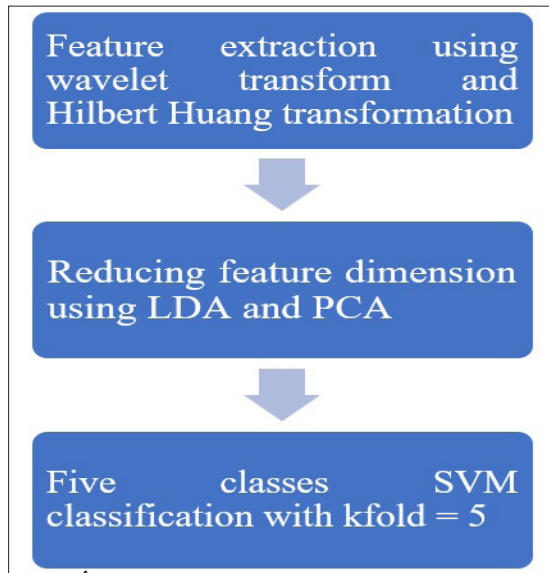 Feature extraction using
wavelet transform and
Hilbert Huang transformation
Reducing feature dimension
using LDA and PCA
Five classes SVM
classification with kfold = 5